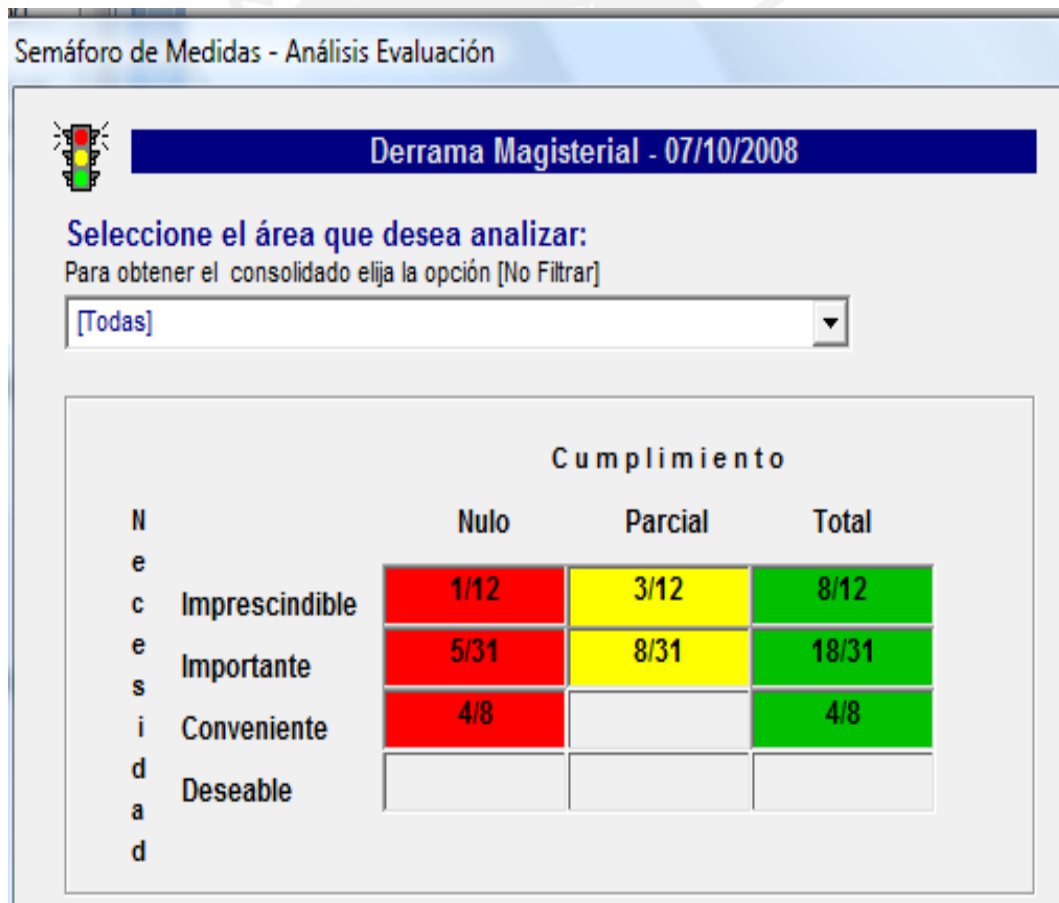 Semáforo de Medidas - Análisis Evaluación
Derrama Magisterial - 07/10/2008
Seleccione el área que desea analizar:
Para obtener el consolidado elija la opción [No Filtrar]
[Todas]
Cumplimiento
Necesidad
Nulo Parcial Total
Imprescindible 1/12 3/12 8/12
Importante 5/31 8/31 18/31
Conveniente 4/8 4/8
Deseable